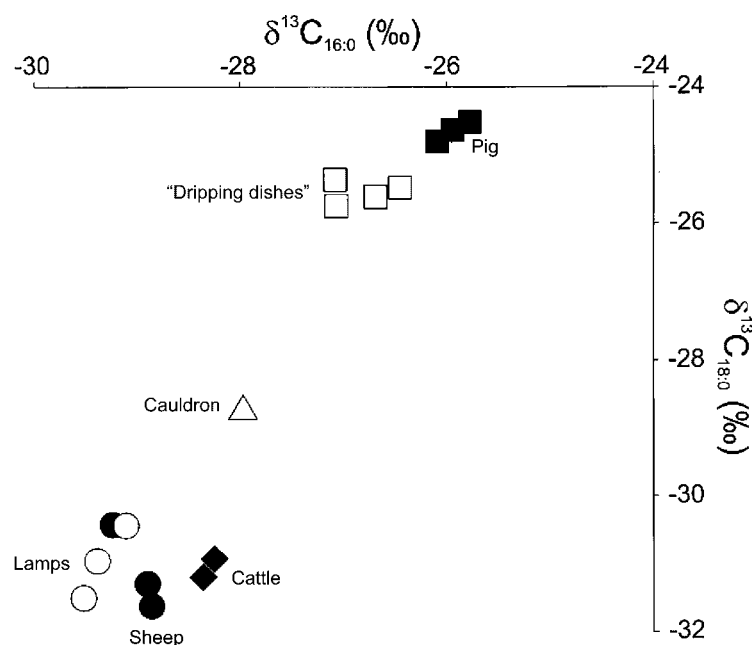 δ¹³C₁₆:₀ (‰)
-30 -28 -26 -24
-24
Pig
"Dripping dishes"
-26
δ¹³C₁₈:₀ (‰)
-28
Cauldron
-30
Lamps
Cattle
Sheep
-32